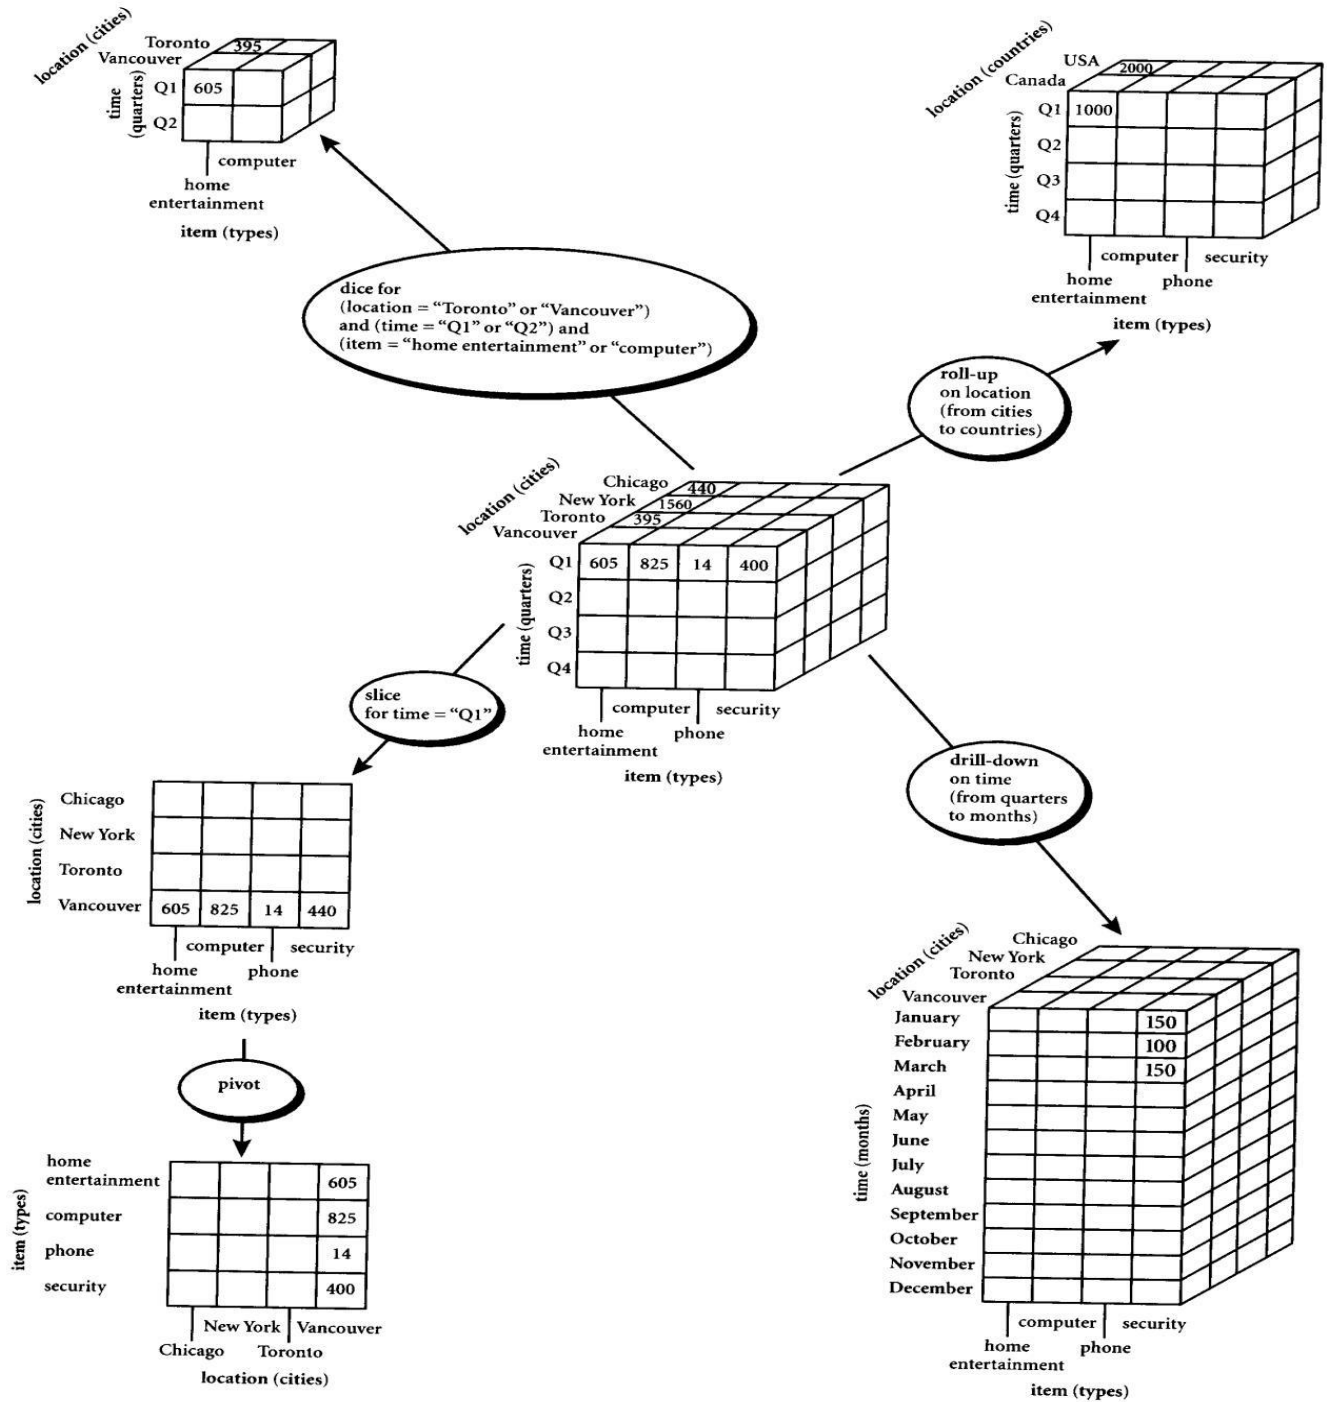 location (cities)
Toronto
Vancouver
395
time
(quarters)
Q1
605
Q2
computer
home
entertainment
item (types)
location (countries)
USA
Canada
2000
time (quarters)
Q1
1000
Q2
Q3
Q4
computer
security
home
entertainment
phone
item (types)
dice for
(location = “Toronto” or “Vancouver”)
and (time = “Q1” or “Q2”) and
(item = “home entertainment” or “computer”)
roll-up
on location
(from cities
to countries)
location (cities)
Chicago
440
New York
1560
Toronto
395
Vancouver
time (quarters)
Q1
605 825 14 400
Q2
Q3
Q4
computer
security
home
entertainment
phone
item (types)
slice
for time = “Q1”
drill-down
on time
(from quarters
to months)
location (cities)
Chicago
New York
Toronto
Vancouver
605 825 14 440
computer
security
home
entertainment
phone
item (types)
pivot
item (types)
home
entertainment
605
computer
825
phone
14
security
400
New York
Vancouver
Chicago
Toronto
location (cities)
location (cities)
Chicago
New York
Toronto
Vancouver
time (months)
January
150
February
100
March
150
April
May
June
July
August
September
October
November
December
computer
security
home
entertainment
phone
item (types)